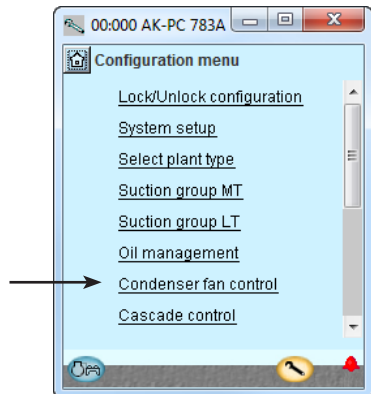 00:000 AK-PC 783A
Configuration menu
Lock/Unlock configuration
System setup
Select plant type
Suction group MT
Suction group LT
Oil management
Condenser fan control
Cascade control